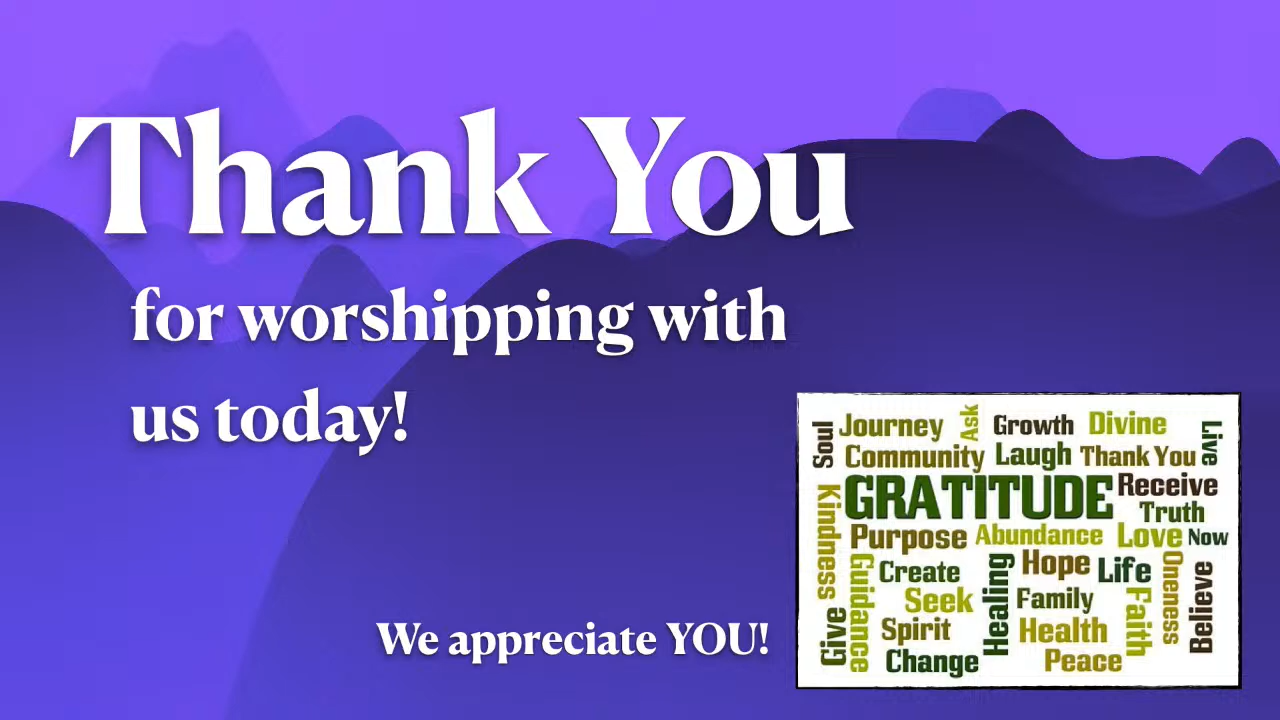 Thank You
for worshipping with
us today!
We appreciate YOU!
Soul Journey Ask Growth Divine Live
Community Laugh Thank You
Kindness GRATITUDE Receive
Truth
Purpose Abundance Love Now
Guidance Create Healing Hope Life Oneness Believe
Seek Family Faith
Give Spirit Health
Change Peace